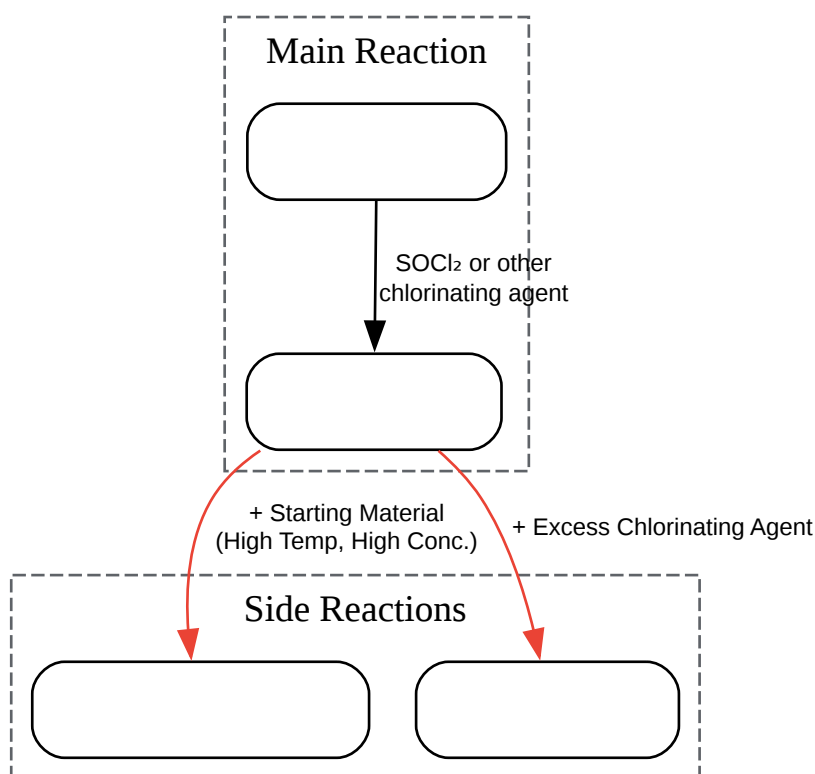 Main Reaction
SOCl₂ or other
chlorinating agent
+ Starting Material
(High Temp, High Conc.)
+ Excess Chlorinating Agent
Side Reactions